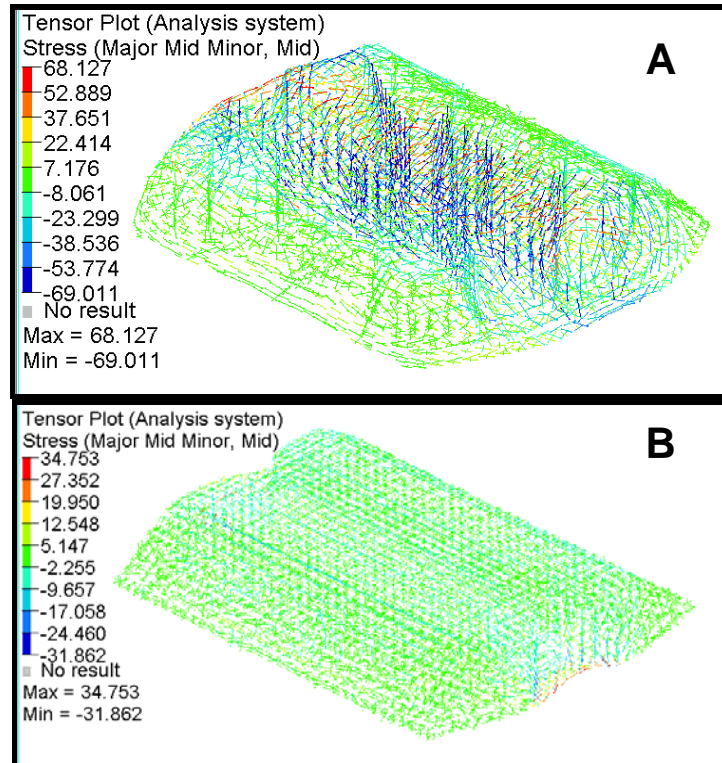 Tensor Plot (Analysis system)
Stress (Major Mid Minor, Mid)
A
68.127
52.889
37.651
22.414
7.176
-8.061
-23.299
-38.536
-53.774
-69.011
No result
Max = 68.127
Min = -69.011
Tensor Plot (Analysis system)
Stress (Major Mid Minor, Mid)
B
34.753
27.352
19.950
12.548
5.147
-2.255
-9.657
-17.058
-24.460
-31.862
No result
Max = 34.753
Min = -31.862